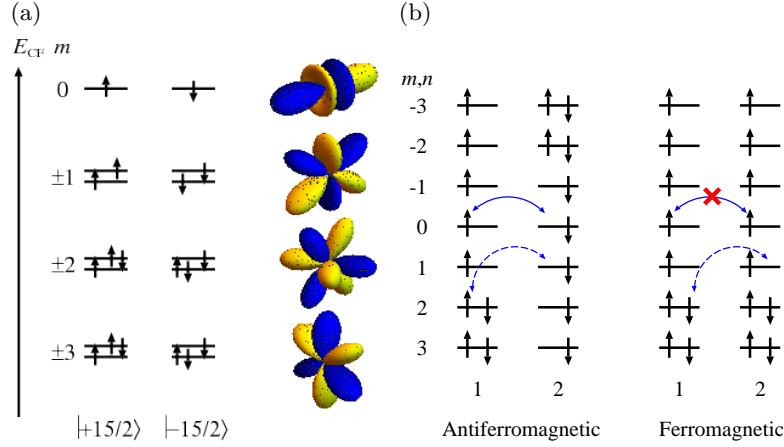 (a)
E_CF m
0
±1
±2
±3
|+15/2⟩ |−15/2⟩
(b)
m,n
-3
-2
-1
0
1
2
3
1 2 1 2
Antiferromagnetic Ferromagnetic